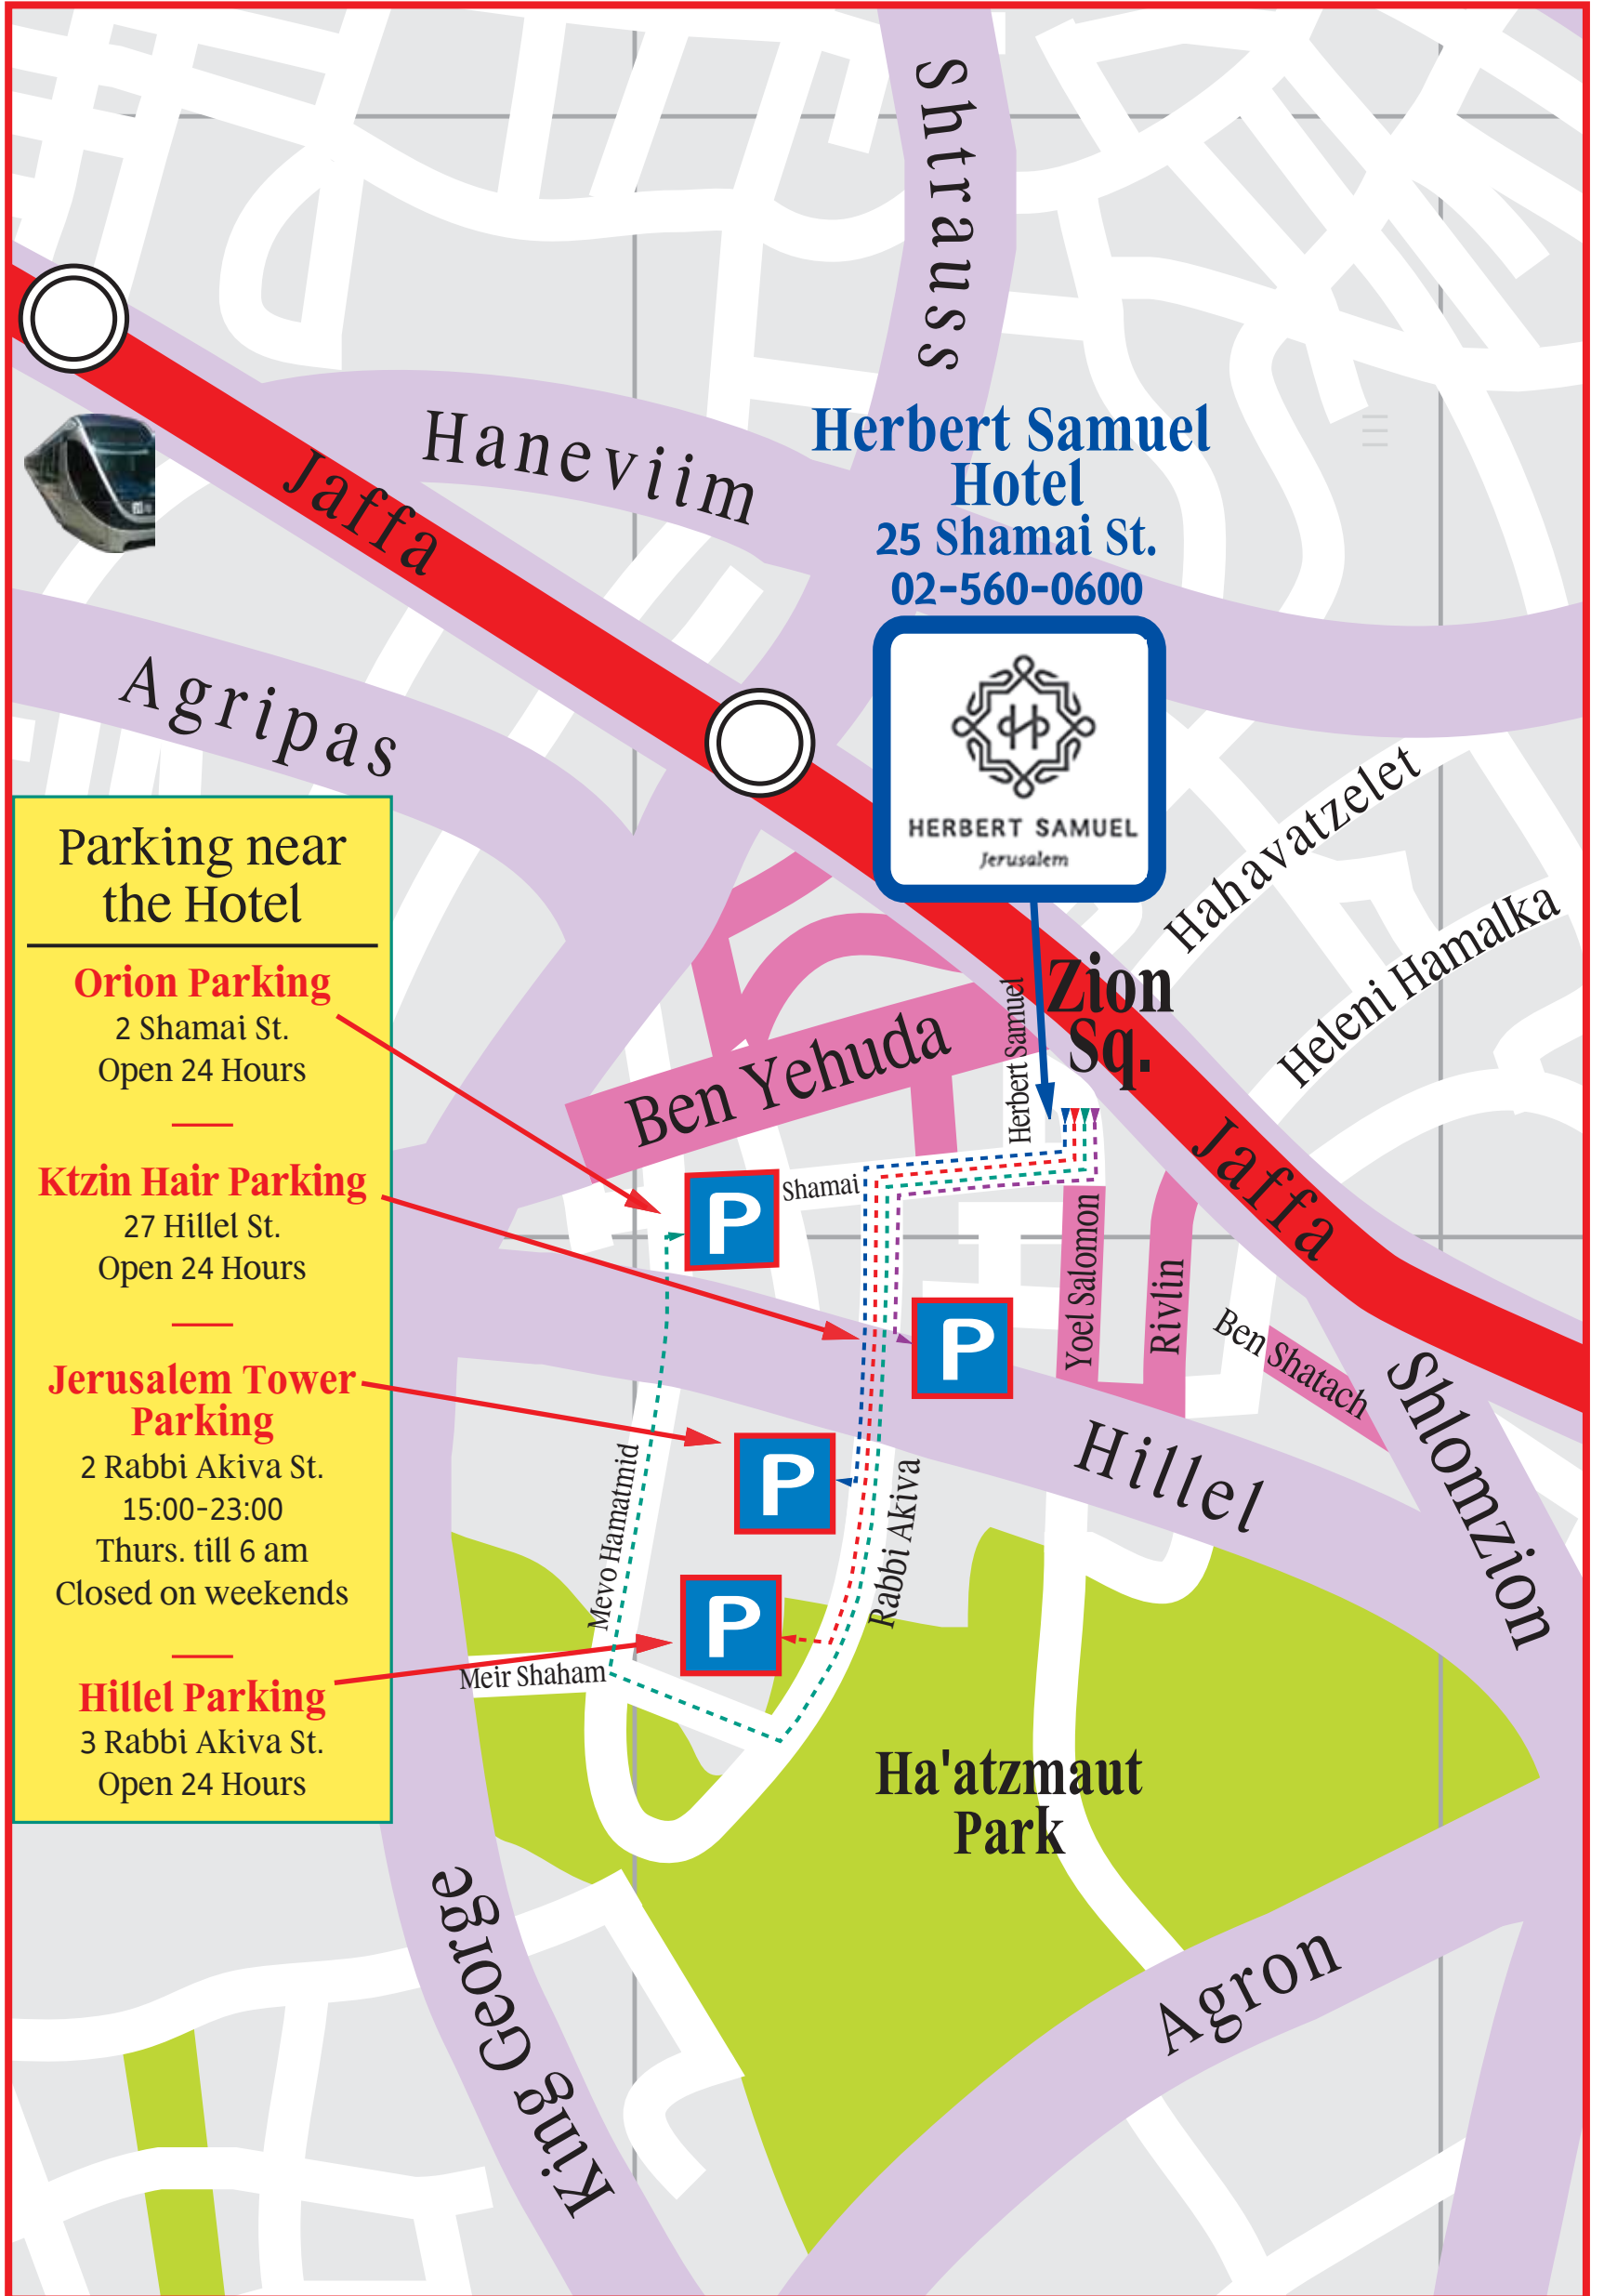 Shtrauss
Haneviim
Jaffa
Agripas
Herbert Samuel
Hotel
25 Shamai St.
02-560-0600
HERBERT SAMUEL
Jerusalem
Hahavatzelet
Heleni Hamalka
Zion
Sq.
Herbert Samuel
Ben Yehuda
Jaffa
Shamai
Yoel Salomon
Rivlin
Ben Shatach
Shlomzion
Hillel
P
P
P
P
Mevo Hamatmid
Rabbi Akiva
Meir Shaham
Ha'atzmaut
Park
Agron
King George
Parking near
the Hotel
Orion Parking
2 Shamai St.
Open 24 Hours
Ktzin Hair Parking
27 Hillel St.
Open 24 Hours
Jerusalem Tower
Parking
2 Rabbi Akiva St.
15:00-23:00
Thurs. till 6 am
Closed on weekends
Hillel Parking
3 Rabbi Akiva St.
Open 24 Hours